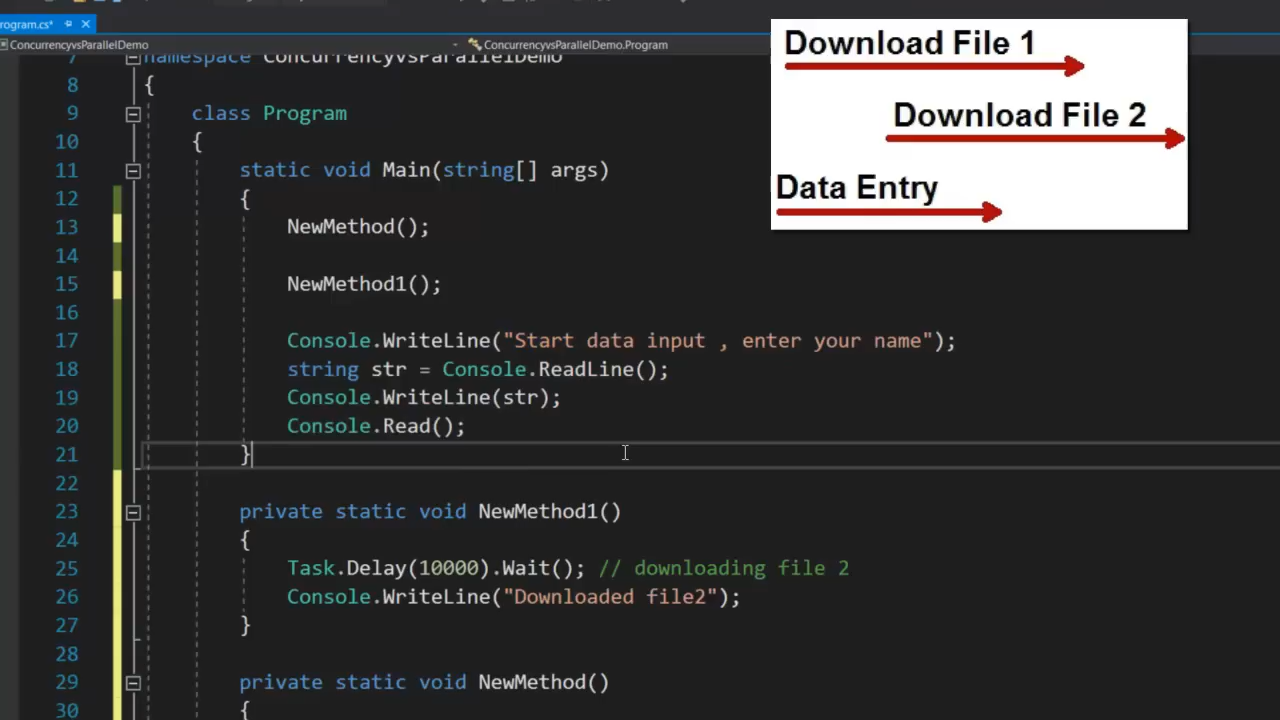 rogram.cs*
ConcurrencyvsParallelDemo
ConcurrencyvsParallelDemo.Program
Download File 1
Download File 2
Data Entry
7 namespace ConcurrencyvsParallelDemo
8 {
9 class Program
10 {
11 static void Main(string[] args)
12 {
13 NewMethod();
14
15 NewMethod1();
16
17 Console.WriteLine("Start data input , enter your name");
18 string str = Console.ReadLine();
19 Console.WriteLine(str);
20 Console.Read();
21 }
22
23 private static void NewMethod1()
24 {
25 Task.Delay(10000).Wait(); // downloading file 2
26 Console.WriteLine("Downloaded file2");
27 }
28
29 private static void NewMethod()
30 {